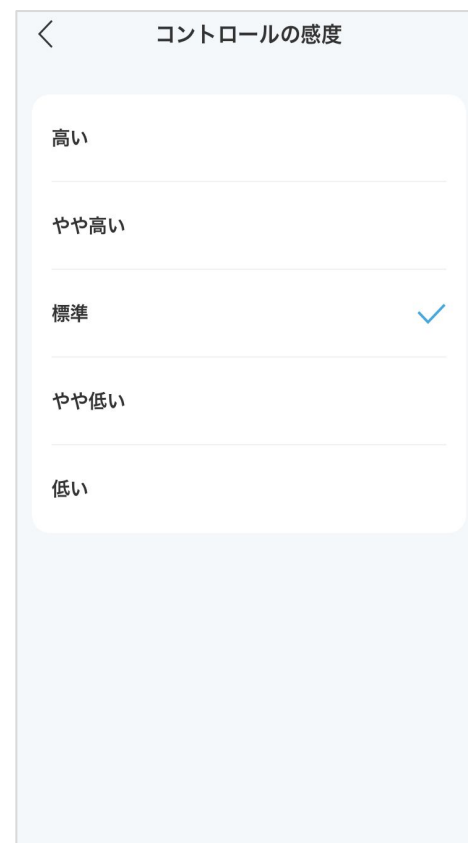 コントロールの感度
高い
やや高い
標準
やや低い
低い